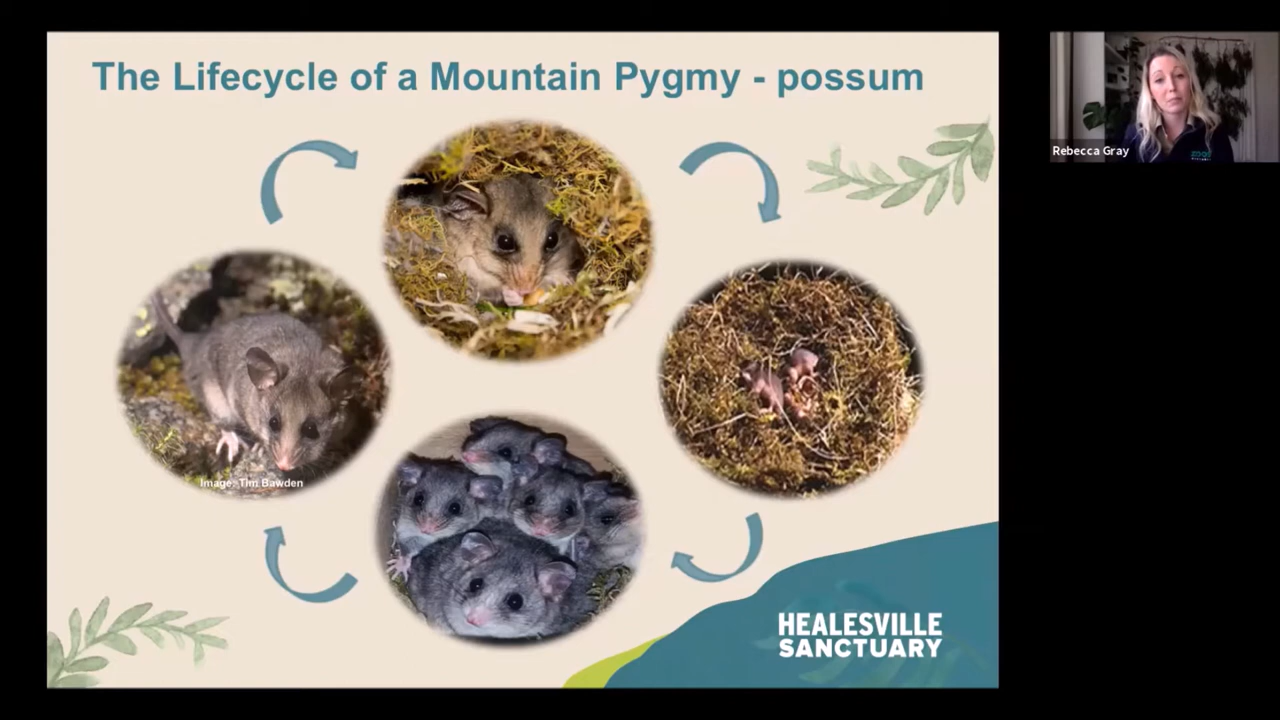 The Lifecycle of a Mountain Pygmy - possum
Rebecca Gray
Image: Tim Bawden
HEALESVILLE
SANCTUARY